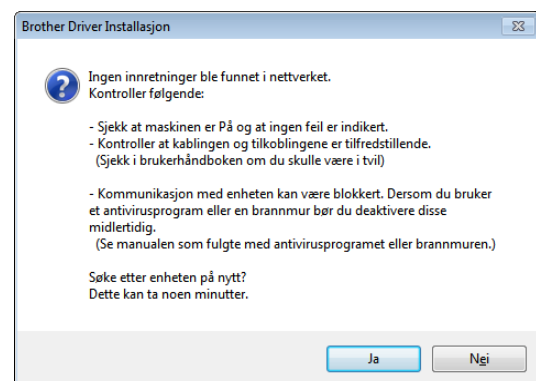 Brother Driver Installasjon
Ingen innretninger ble funnet i nettverket.
Kontroller følgende:
- Sjekk at maskinen er På og at ingen feil er indikert.
- Kontroller at kablingen og tilkoblingene er tilfredstillende.
(Sjekk i brukerhåndboken om du skulle være i tvil)
- Kommunikasjon med enheten kan være blokkert. Dersom du bruker
et antivirusprogram eller en brannmur bør du deaktivere disse
midlertidig.
(Se manualen som fulgte med antivirusprogramet eller brannmuren.)
Søke etter enheten på nytt?
Dette kan ta noen minutter.
Ja
Nei